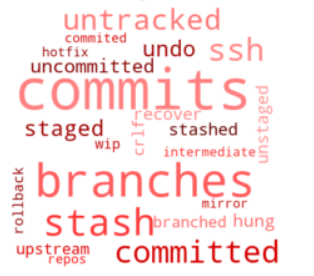 untracked
commited
hotfix
undo
ssh
uncommitted
commits
recover
staged
crlf
stashed
unstaged
wip
intermediate
branches
rollback
mirror
stash
branched
hung
upstream
repos
committed